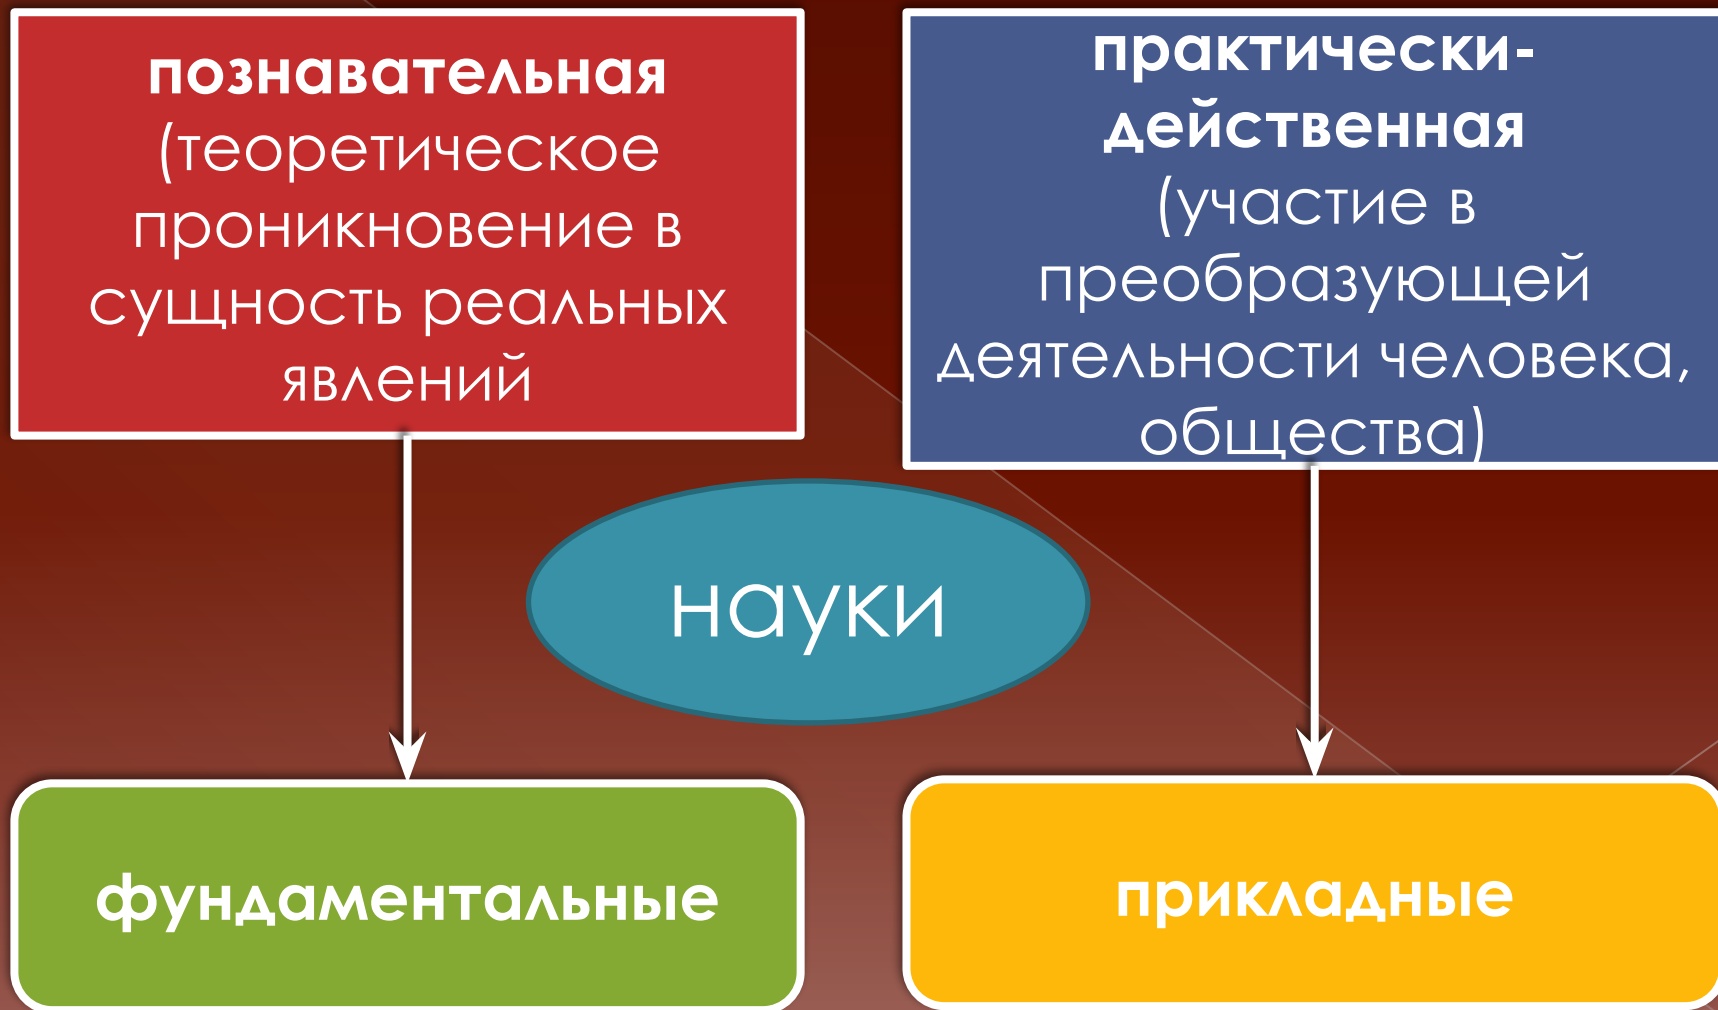 познавательная
(теоретическое
проникновение в
сущность реальных
явлений
практически-
действенная
(участие в
преобразующей
деятельности человека,
общества)
науки
фундаментальные
прикладные